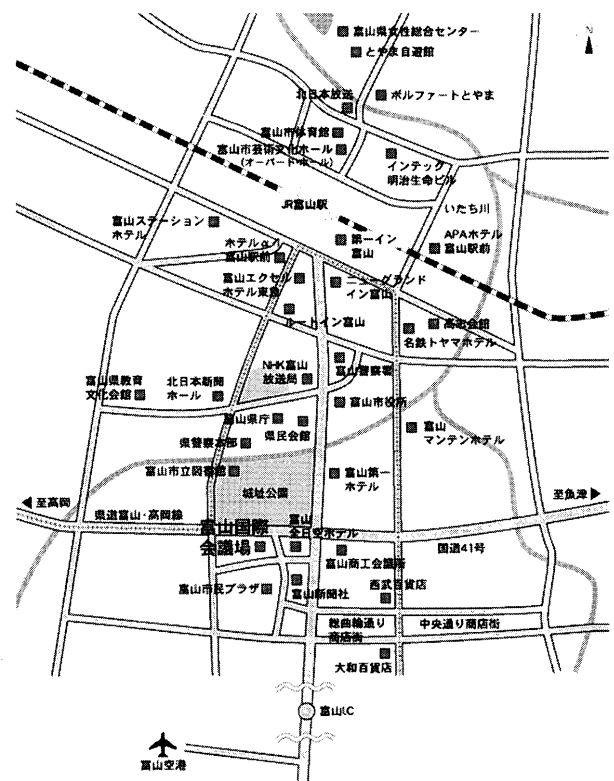 富山県女性総合センター
とやま自遊館
N
北日本放送
ボルファートとやま
富山市体育館
富山市芸術文化ホール
(オーバード・ホール)
インテック
明治生命ビル
JR富山駅
いたち川
富山ステーション
ホテル
第一イン
富山
APAホテル
富山駅前
ホテルα-1
富山駅前
富山エクセル
ホテル東急
ニューグランド
イン富山
ルートイン富山
高志会館
名鉄トヤマホテル
NHK富山
放送局
富山警察署
富山県教育
文化会館
北日本新聞
ホール
富山市役所
富山県庁
県民会館
富山
マンテンホテル
県警察本部
富山市立図書館
富山第一
ホテル
城址公園
至高岡
至魚津
県道富山・高岡線
富山国際
会議場
富山
全日空ホテル
富山商工会議所
国道41号
富山市民プラザ
富山新聞社
西武百貨店
総曲輪通り
商店街
中央通り商店街
大和百貨店
富山I.C
富山空港